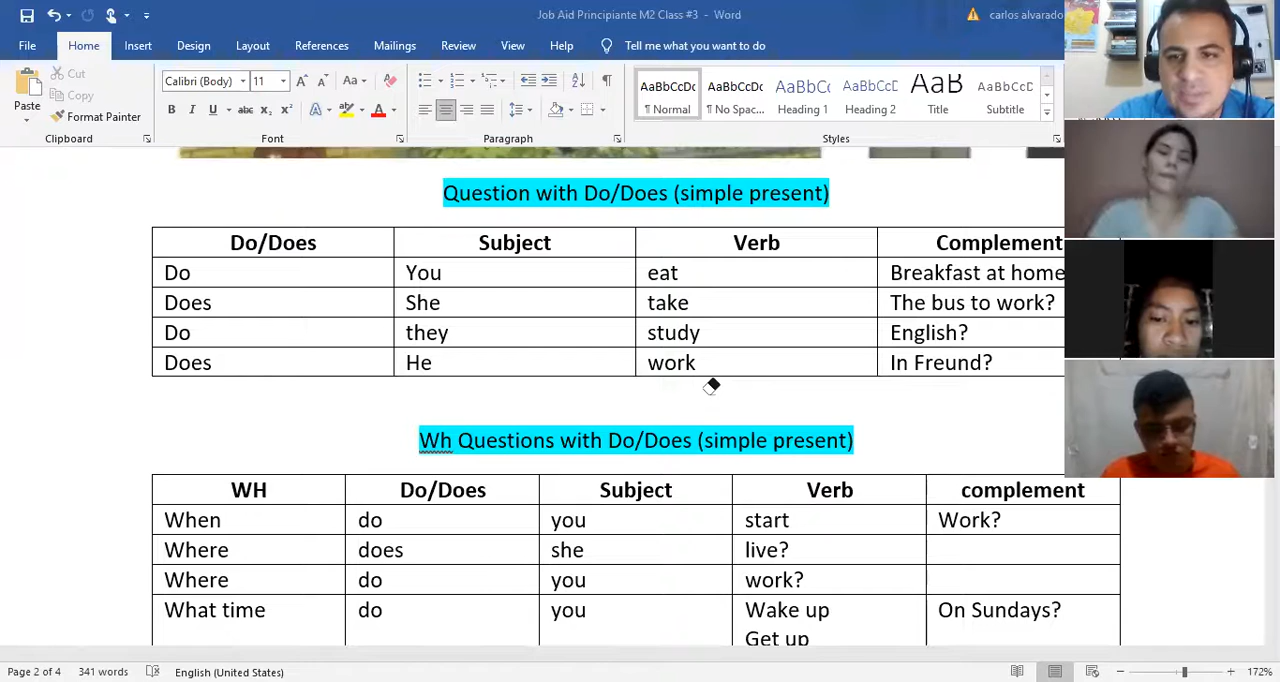 Job Aid Principiante M2 Class #3 - Word
carlos alvarado
File Home Insert Design Layout References Mailings Review View Help Tell me what you want to do
Cut
Copy
Paste
Format Painter
Calibri (Body) 11
AaBbCcDc AaBbCcDc AaBbCc AaBbCcC AaB AaBbCcC
¶ Normal ¶ No Spac... Heading 1 Heading 2 Title Subtitle
Clipboard Font Paragraph Styles
Question with Do/Does (simple present)
Do/Does Subject Verb Complement
Do You eat Breakfast at home
Does She take The bus to work?
Do they study English?
Does He work In Freund?
Wh Questions with Do/Does (simple present)
WH Do/Does Subject Verb complement
When do you start Work?
Where does she live?
Where do you work?
What time do you Wake up On Sundays?
Get up
Page 2 of 4 341 words English (United States) 172%